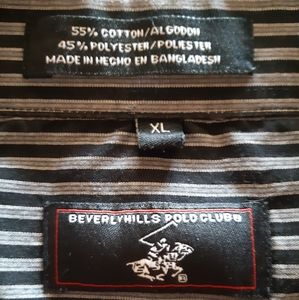 55% COTTON/ALGODON
45% POLYESTER/POLIESTER
MADE IN HECHO EN BANGLADESH
XL
BEVERLYHILLS POLO CLUB®